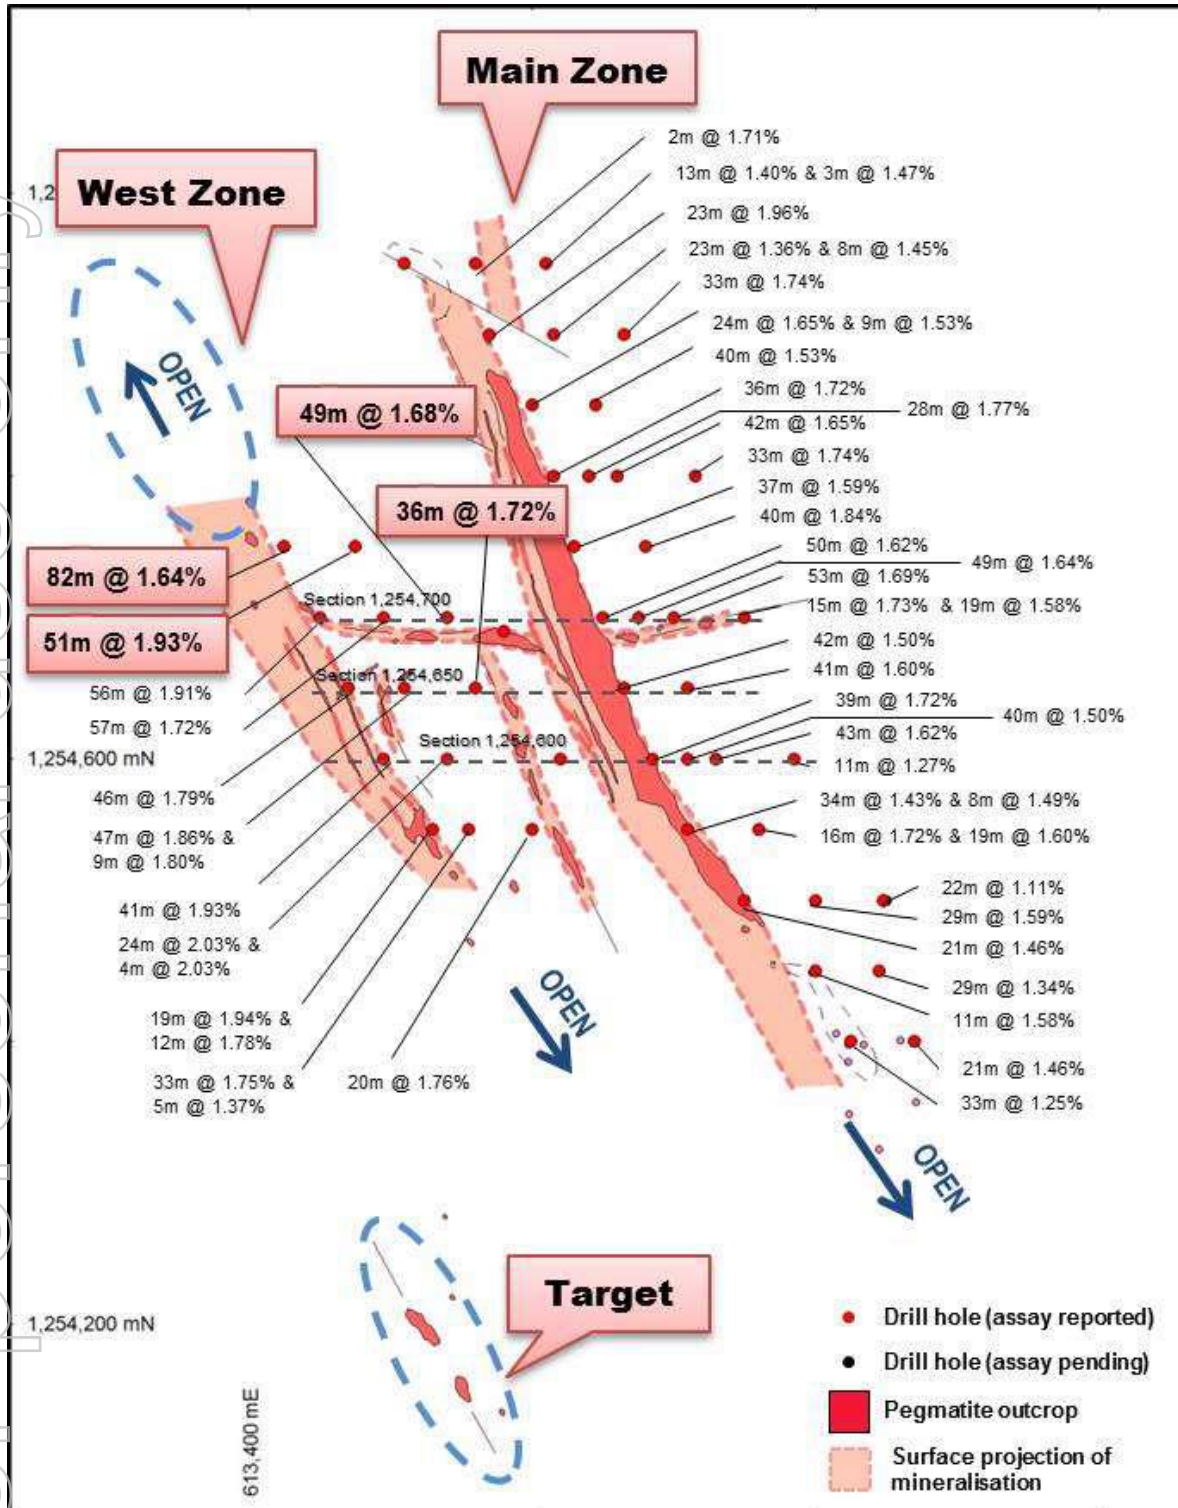 Main Zone
2m @ 1.71%
13m @ 1.40% & 3m @ 1.47%
West Zone
1,2
23m @ 1.96%
23m @ 1.36% & 8m @ 1.45%
33m @ 1.74%
24m @ 1.65% & 9m @ 1.53%
40m @ 1.53%
OPEN
36m @ 1.72%
49m @ 1.68%
28m @ 1.77%
42m @ 1.65%
33m @ 1.74%
37m @ 1.59%
36m @ 1.72%
40m @ 1.84%
50m @ 1.62%
49m @ 1.64%
82m @ 1.64%
53m @ 1.69%
Section 1,254,700
15m @ 1.73% & 19m @ 1.58%
51m @ 1.93%
42m @ 1.50%
41m @ 1.60%
Section 1,254,650
56m @ 1.91%
39m @ 1.72%
40m @ 1.50%
57m @ 1.72%
43m @ 1.62%
Section 1,254,600
1,254,600 mN
11m @ 1.27%
46m @ 1.79%
34m @ 1.43% & 8m @ 1.49%
47m @ 1.86% &
9m @ 1.80%
16m @ 1.72% & 19m @ 1.60%
22m @ 1.11%
41m @ 1.93%
29m @ 1.59%
24m @ 2.03% &
4m @ 2.03%
21m @ 1.46%
OPEN
29m @ 1.34%
19m @ 1.94% &
12m @ 1.78%
11m @ 1.58%
33m @ 1.75% &
5m @ 1.37%
20m @ 1.76%
21m @ 1.46%
33m @ 1.25%
OPEN
Target
1,254,200 mN
613,400 mE
Drill hole (assay reported)
Drill hole (assay pending)
Pegmatite outcrop
Surface projection of
mineralisation